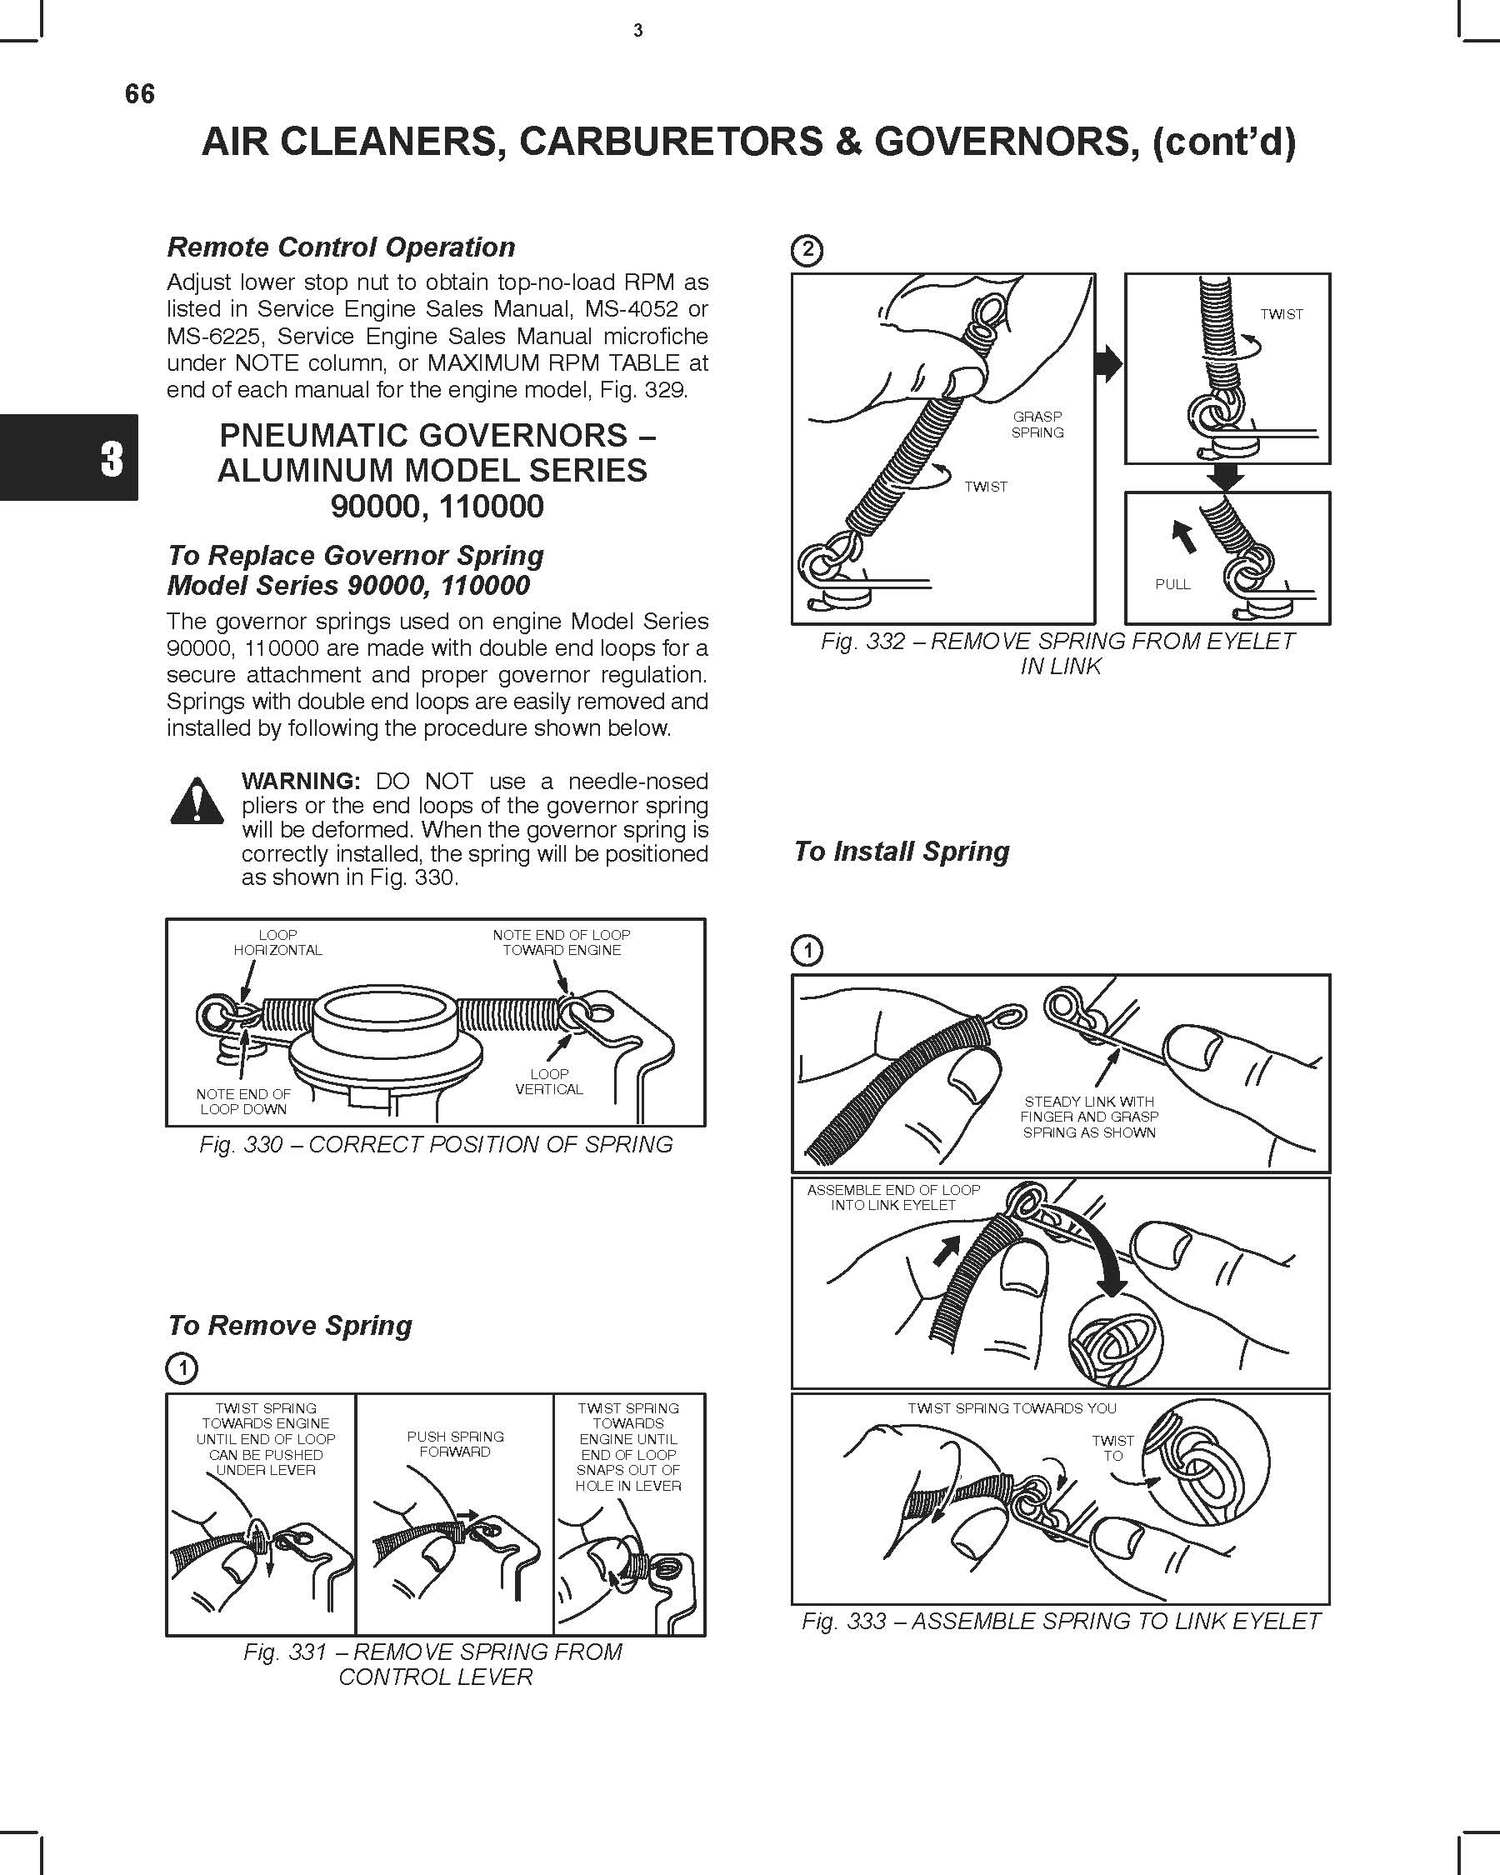 3
66
AIR CLEANERS, CARBURETORS & GOVERNORS, (cont’d)
Remote Control Operation
Adjust lower stop nut to obtain top-no-load RPM as
listed in Service Engine Sales Manual, MS-4052 or
MS-6225, Service Engine Sales Manual microfiche
under NOTE column, or MAXIMUM RPM TABLE at
end of each manual for the engine model, Fig. 329.
3
PNEUMATIC GOVERNORS –
ALUMINUM MODEL SERIES
90000, 110000
To Replace Governor Spring
Model Series 90000, 110000
The governor springs used on engine Model Series
90000, 110000 are made with double end loops for a
secure attachment and proper governor regulation.
Springs with double end loops are easily removed and
installed by following the procedure shown below.
WARNING: DO NOT use a needle-nosed
pliers or the end loops of the governor spring
will be deformed. When the governor spring is
correctly installed, the spring will be positioned
as shown in Fig. 330.
LOOP
HORIZONTAL
NOTE END OF LOOP
TOWARD ENGINE
LOOP
VERTICAL
NOTE END OF
LOOP DOWN
Fig. 330 – CORRECT POSITION OF SPRING
To Remove Spring
1
TWIST SPRING
TOWARDS ENGINE
UNTIL END OF LOOP
CAN BE PUSHED
UNDER LEVER
PUSH SPRING
FORWARD
TWIST SPRING
TOWARDS
ENGINE UNTIL
END OF LOOP
SNAPS OUT OF
HOLE IN LEVER
Fig. 331 – REMOVE SPRING FROM
CONTROL LEVER
2
GRASP
SPRING
TWIST
TWIST
PULL
Fig. 332 – REMOVE SPRING FROM EYELET
IN LINK
To Install Spring
1
STEADY LINK WITH
FINGER AND GRASP
SPRING AS SHOWN
ASSEMBLE END OF LOOP
INTO LINK EYELET
TWIST SPRING TOWARDS YOU
TWIST
TO
Fig. 333 – ASSEMBLE SPRING TO LINK EYELET